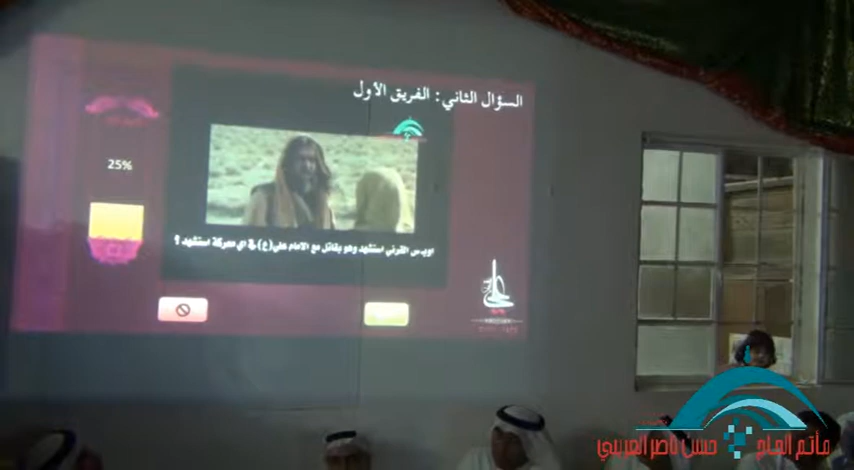 السؤال الثاني: الفريق الأول
25%
اويس القرني استشهد وهو يقاتل مع الامام علي(ع) في اي معركة استشهد ؟
علي
مأتم الحاج حسن ناصر العريبي